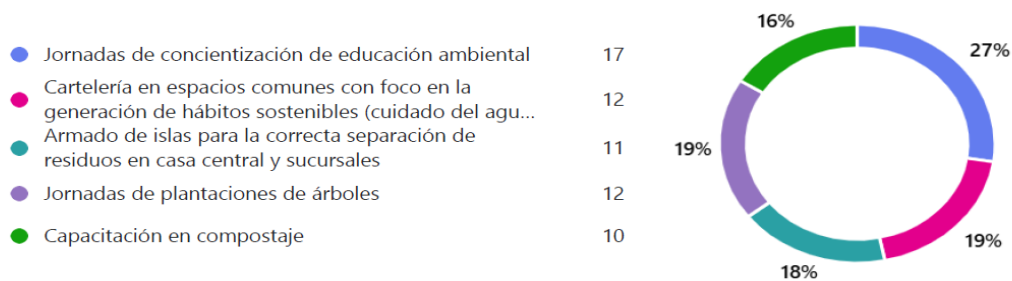 Jornadas de concientización de educación ambiental 17
Cartelería en espacios comunes con foco en la
generación de hábitos sostenibles (cuidado del agu... 12
Armado de islas para la correcta separación de
residuos en casa central y sucursales 11
Jornadas de plantaciones de árboles 12
Capacitación en compostaje 10
16%
27%
19%
19%
18%